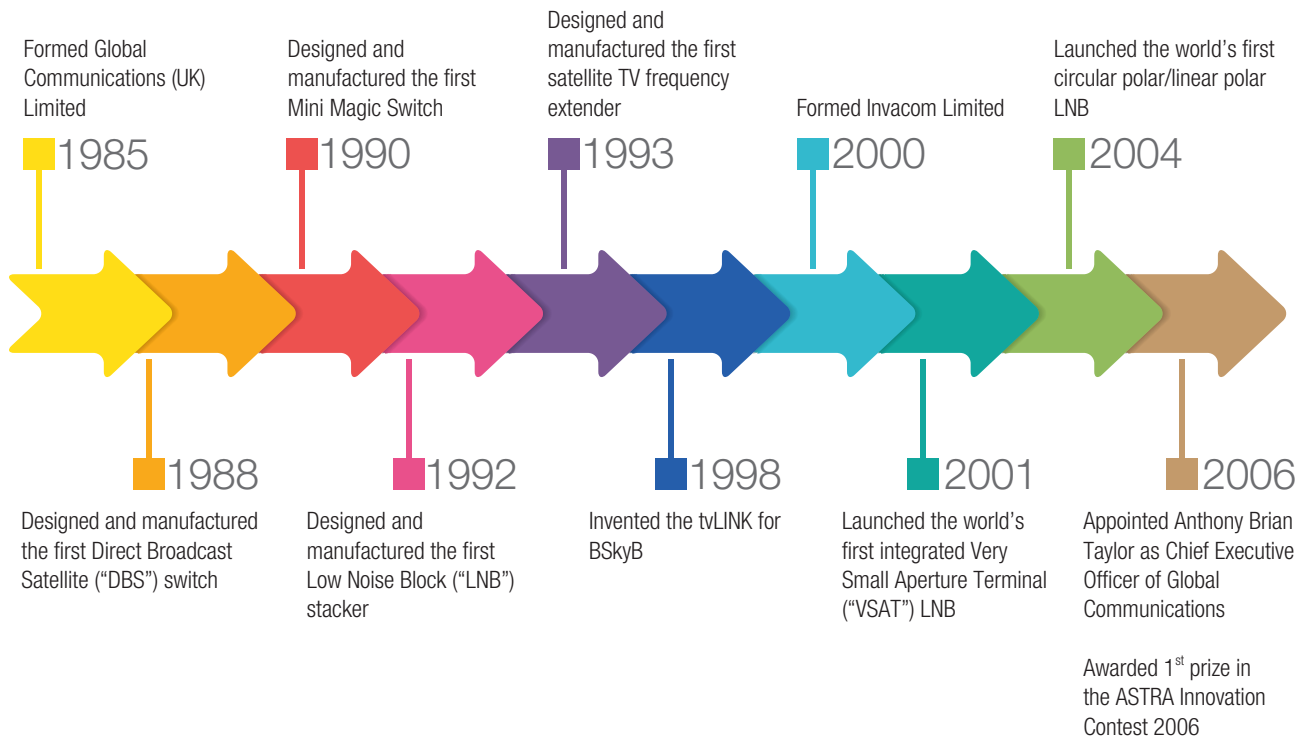 Formed Global
Communications (UK)
Limited
1985
Designed and manufactured
the first Direct Broadcast
Satellite (“DBS”) switch
1988
Designed and
manufactured the first
Mini Magic Switch
1990
Designed and
manufactured the first
Low Noise Block (“LNB”)
stacker
1992
Designed and
manufactured the first
satellite TV frequency
extender
1993
Invented the tvLINK for
BSkyB
1998
Formed Invacom Limited
2000
Launched the world’s
first integrated Very
Small Aperture Terminal
(“VSAT”) LNB
2001
Launched the world’s first
circular polar/linear polar
LNB
2004
2006
Appointed Anthony Brian
Taylor as Chief Executive
Officer of Global
Communications
Awarded 1st prize in
the ASTRA Innovation
Contest 2006